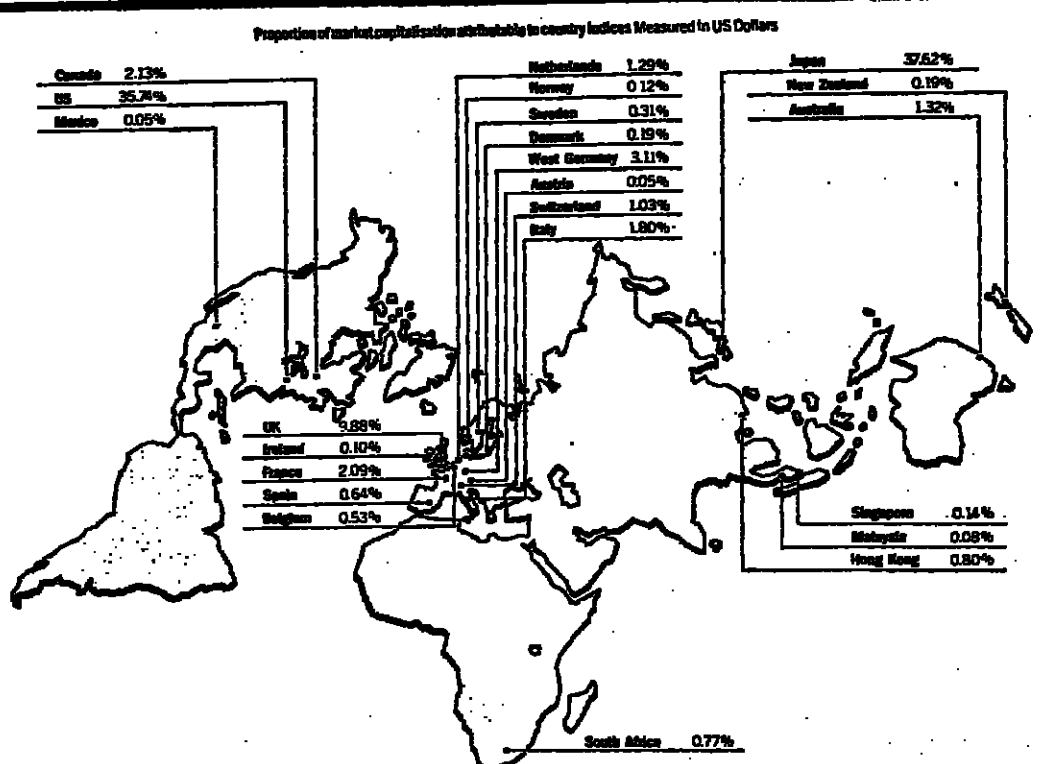 Proportion of market capitalisation attributable to country indices Measured in US Dollars
Canada 2.13%
US 35.74%
Mexico 0.05%
Netherlands 1.29%
Norway 0.12%
Sweden 0.31%
Denmark 0.19%
West Germany 3.11%
Austria 0.05%
Switzerland 1.03%
Italy 1.80%
Japan 37.62%
New Zealand 0.19%
Australia 1.32%
UK 9.88%
Ireland 0.10%
France 2.09%
Spain 0.64%
Belgium 0.53%
Singapore 0.14%
Malaysia 0.08%
Hong Kong 0.80%
South Africa 0.77%